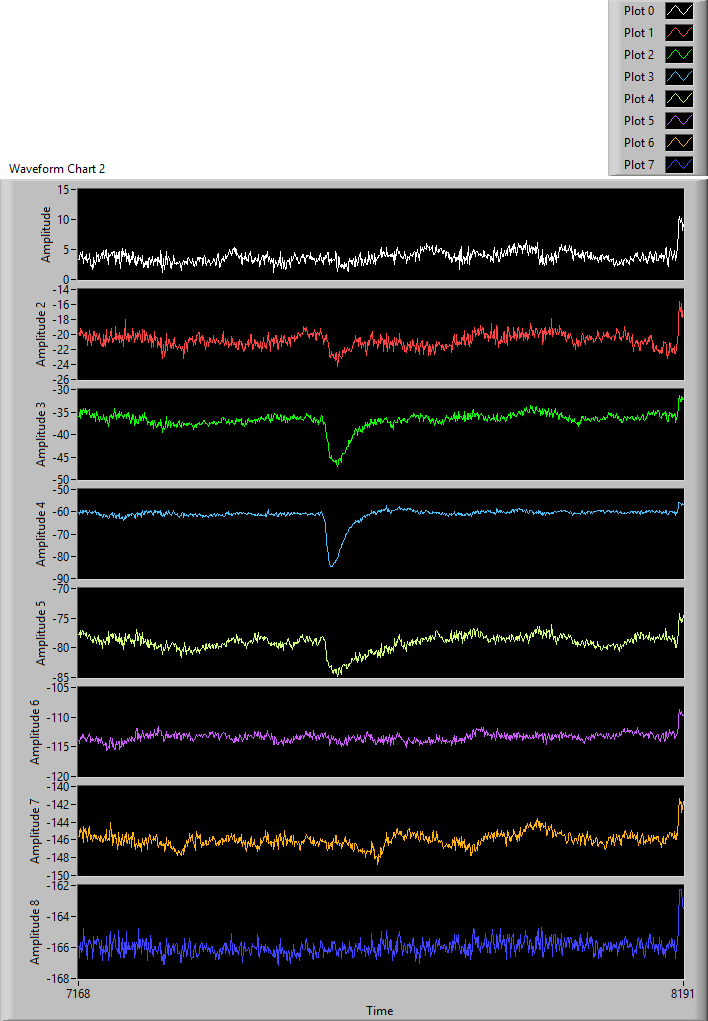 Plot 0
Plot 1
Plot 2
Plot 3
Plot 4
Plot 5
Plot 6
Plot 7
Waveform Chart 2
Amplitude
15
10
5
0
Amplitude 2
-14
-16
-18
-20
-22
-24
-26
Amplitude 3
-30
-35
-40
-45
-50
Amplitude 4
-50
-60
-70
-80
-90
Amplitude 5
-70
-75
-80
-85
Amplitude 6
-105
-110
-115
-120
Amplitude 7
-140
-142
-144
-146
-148
-150
Amplitude 8
-162
-164
-166
-168
7168 8191
Time